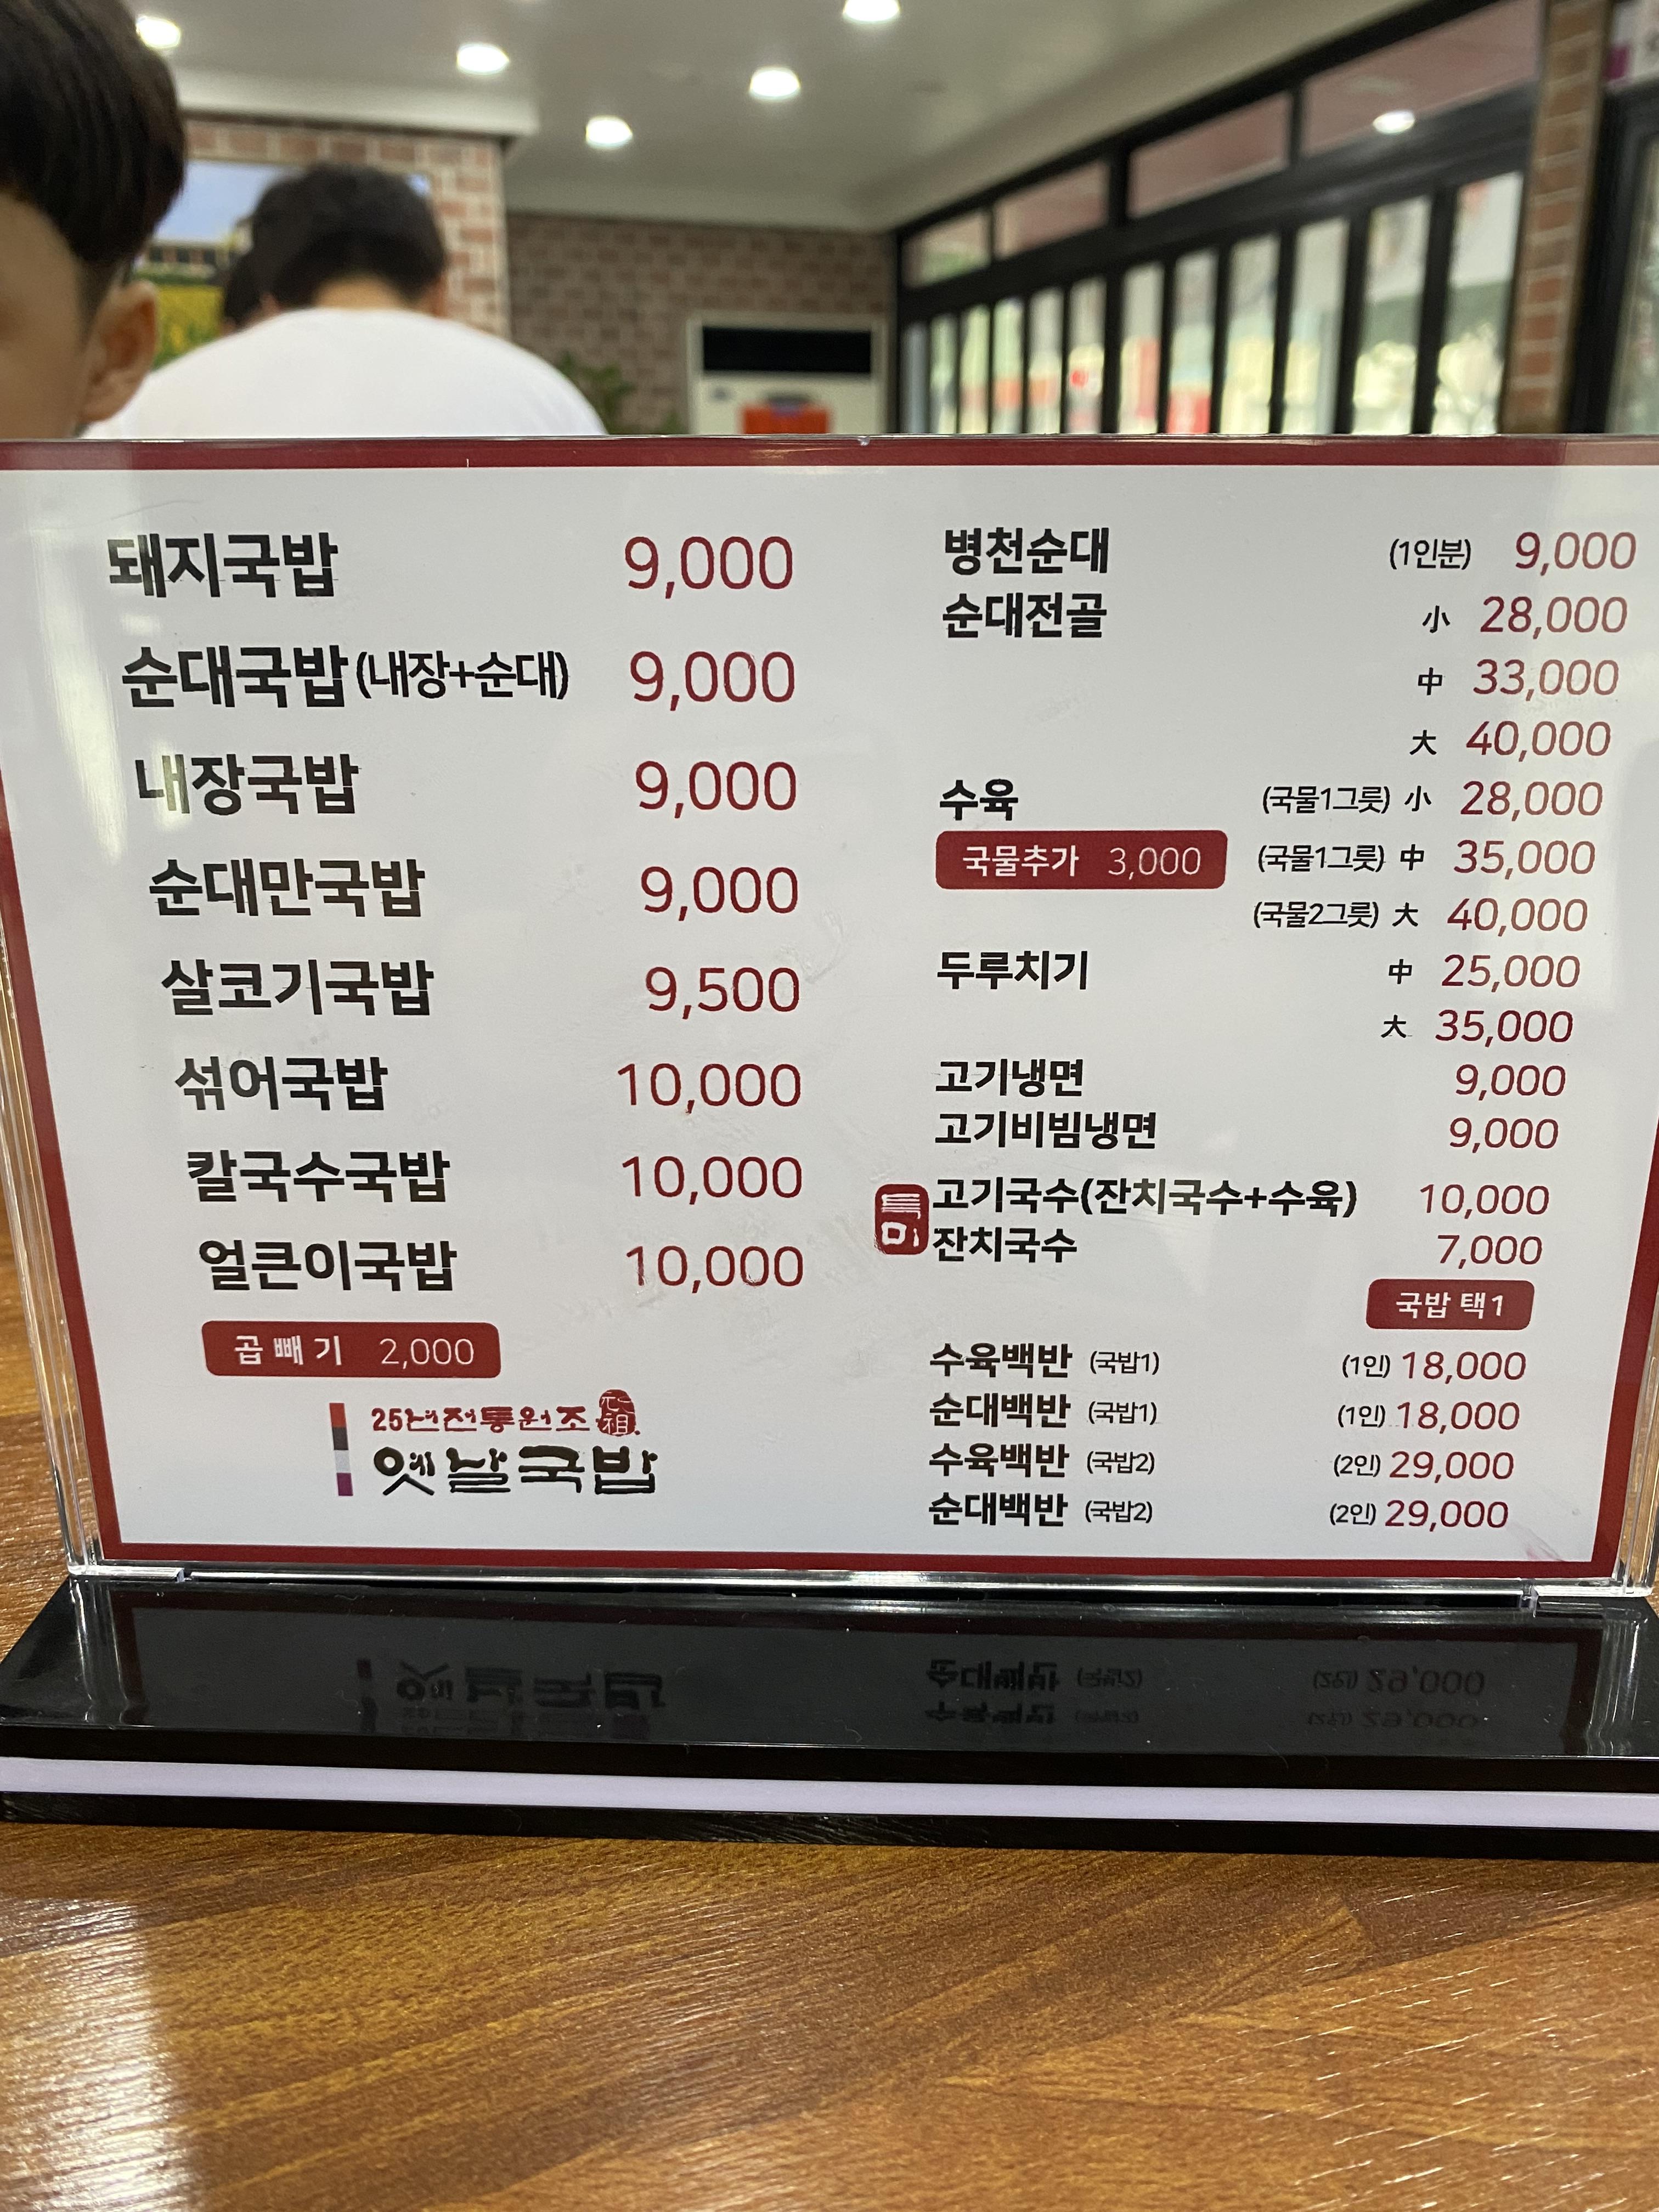 돼지국밥 9,000
순대국밥(내장+순대) 9,000
내장국밥 9,000
순대만국밥 9,000
살코기국밥 9,500
섞어국밥 10,000
칼국수국밥 10,000
얼큰이국밥 10,000
곱빼기 2,000
25년전통원조
옛날국밥
병천순대 (1인분) 9,000
순대전골 小 28,000
中 33,000
大 40,000
수육 (국물1그릇) 小 28,000
국물추가 3,000 (국물1그릇) 中 35,000
(국물2그릇) 大 40,000
두루치기 中 25,000
大 35,000
고기냉면 9,000
고기비빔냉면 9,000
특미
고기국수(잔치국수+수육) 10,000
잔치국수 7,000
국밥 택1
수육백반 (국밥1) (1인) 18,000
순대백반 (국밥1) (1인) 18,000
수육백반 (국밥2) (2인) 29,000
순대백반 (국밥2) (2인) 29,000